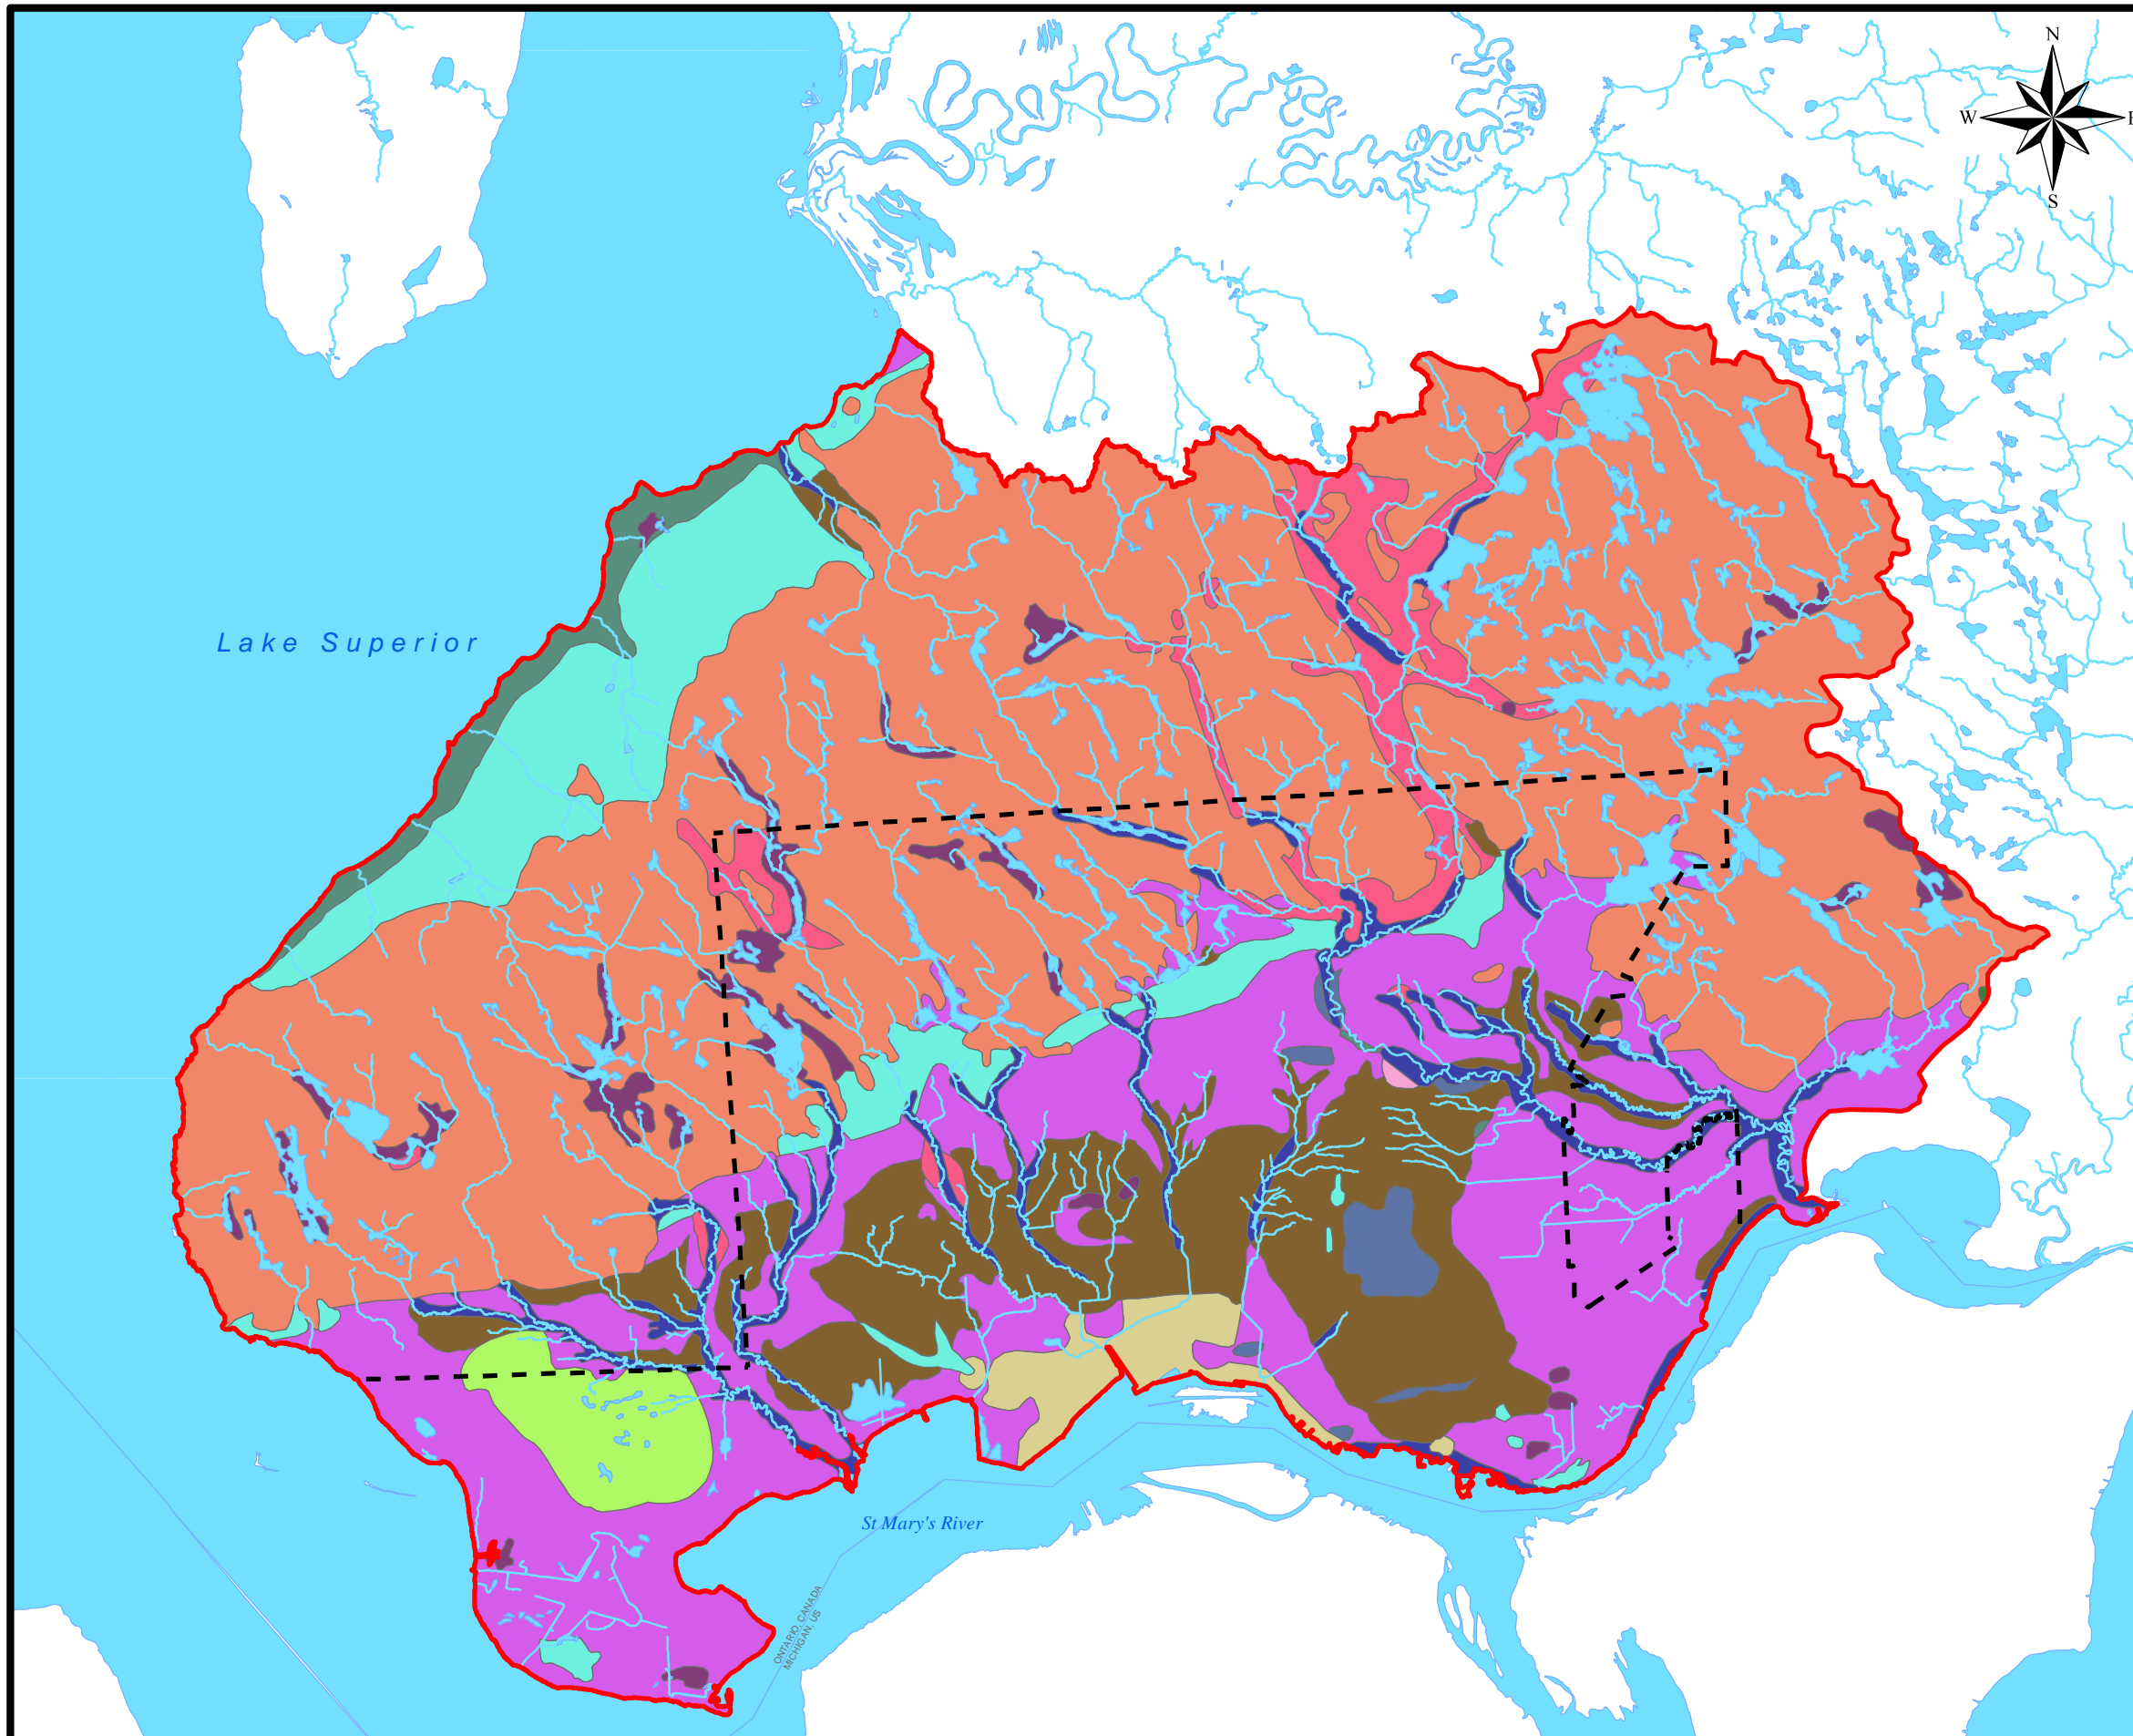 N
W
E
S
Lake Superior
St Mary's River
ONTARIO, CANADA
MICHIGAN, US